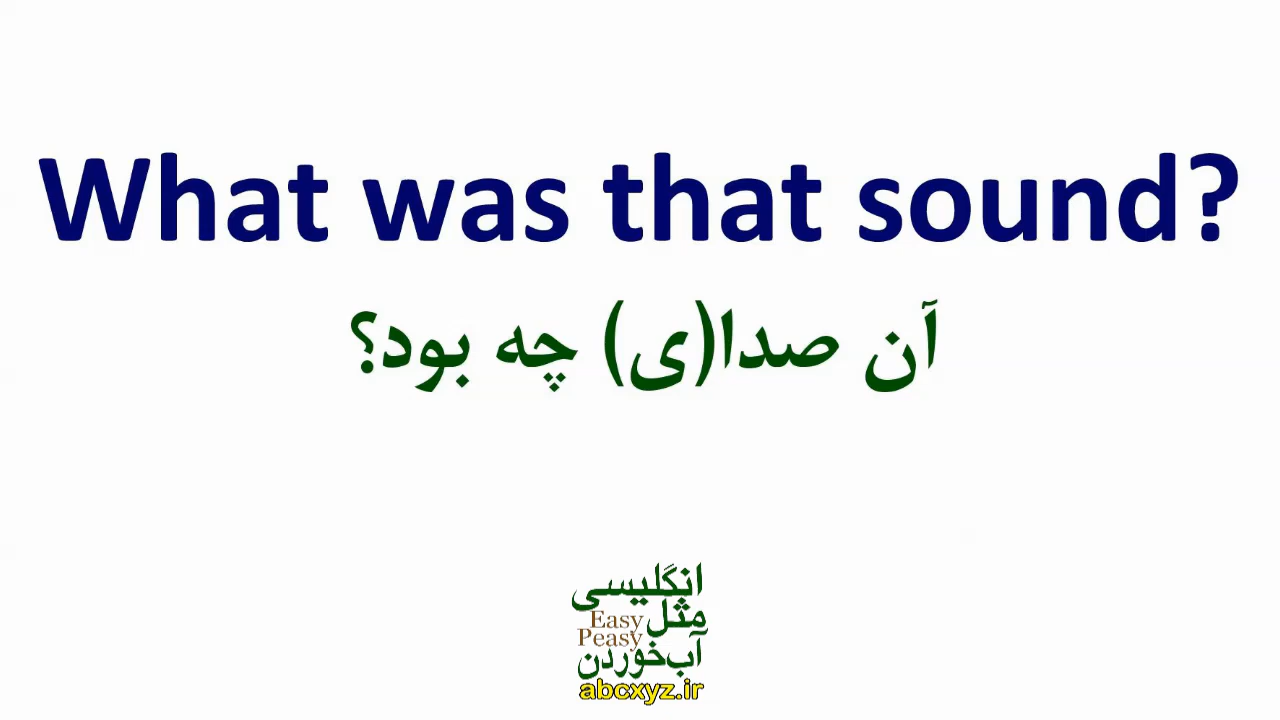 What was that sound?
آن صدا(ی) چه بود؟
انگلیسی
مثل
Easy
Peasy
آب‌خوردن
abcxyz.ir